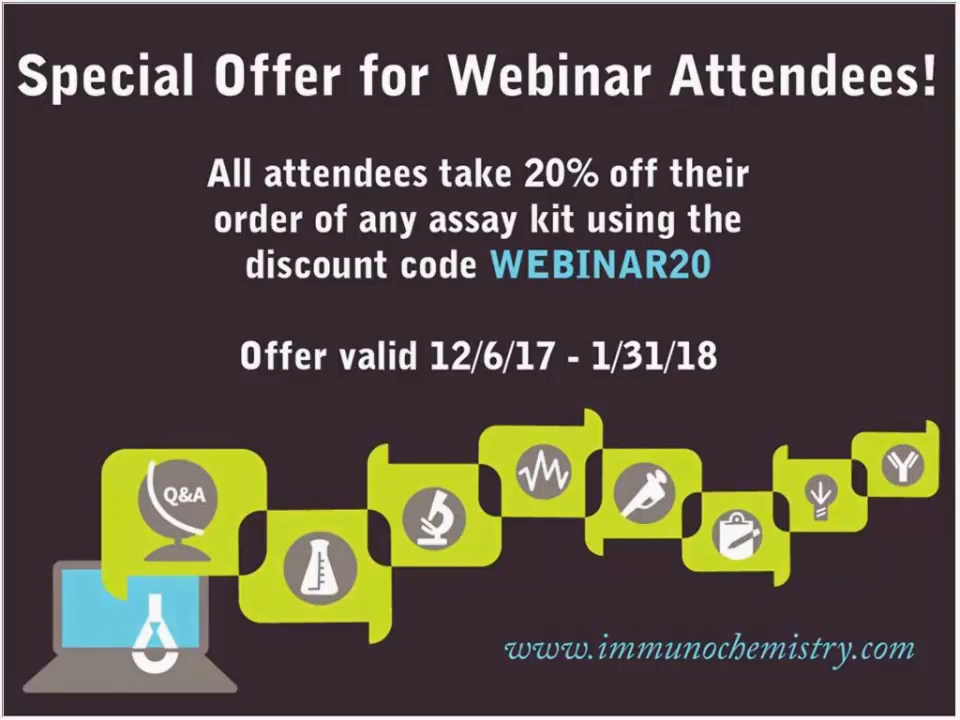 Special Offer for Webinar Attendees!
All attendees take 20% off their
order of any assay kit using the
discount code WEBINAR20
Offer valid 12/6/17 - 1/31/18
Q&A
www.immunochemistry.com